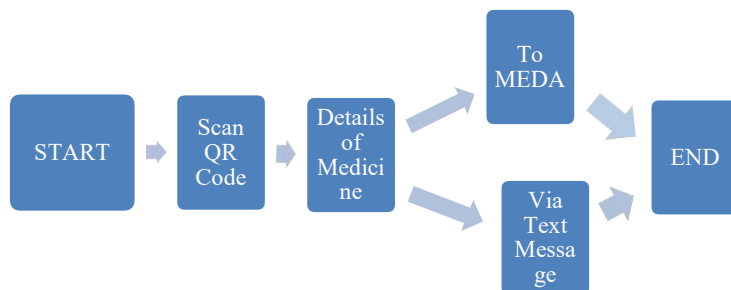 START
Scan
QR
Code
Details
of
Medici
ne
To
MEDA
Via
Text
Messa
ge
END